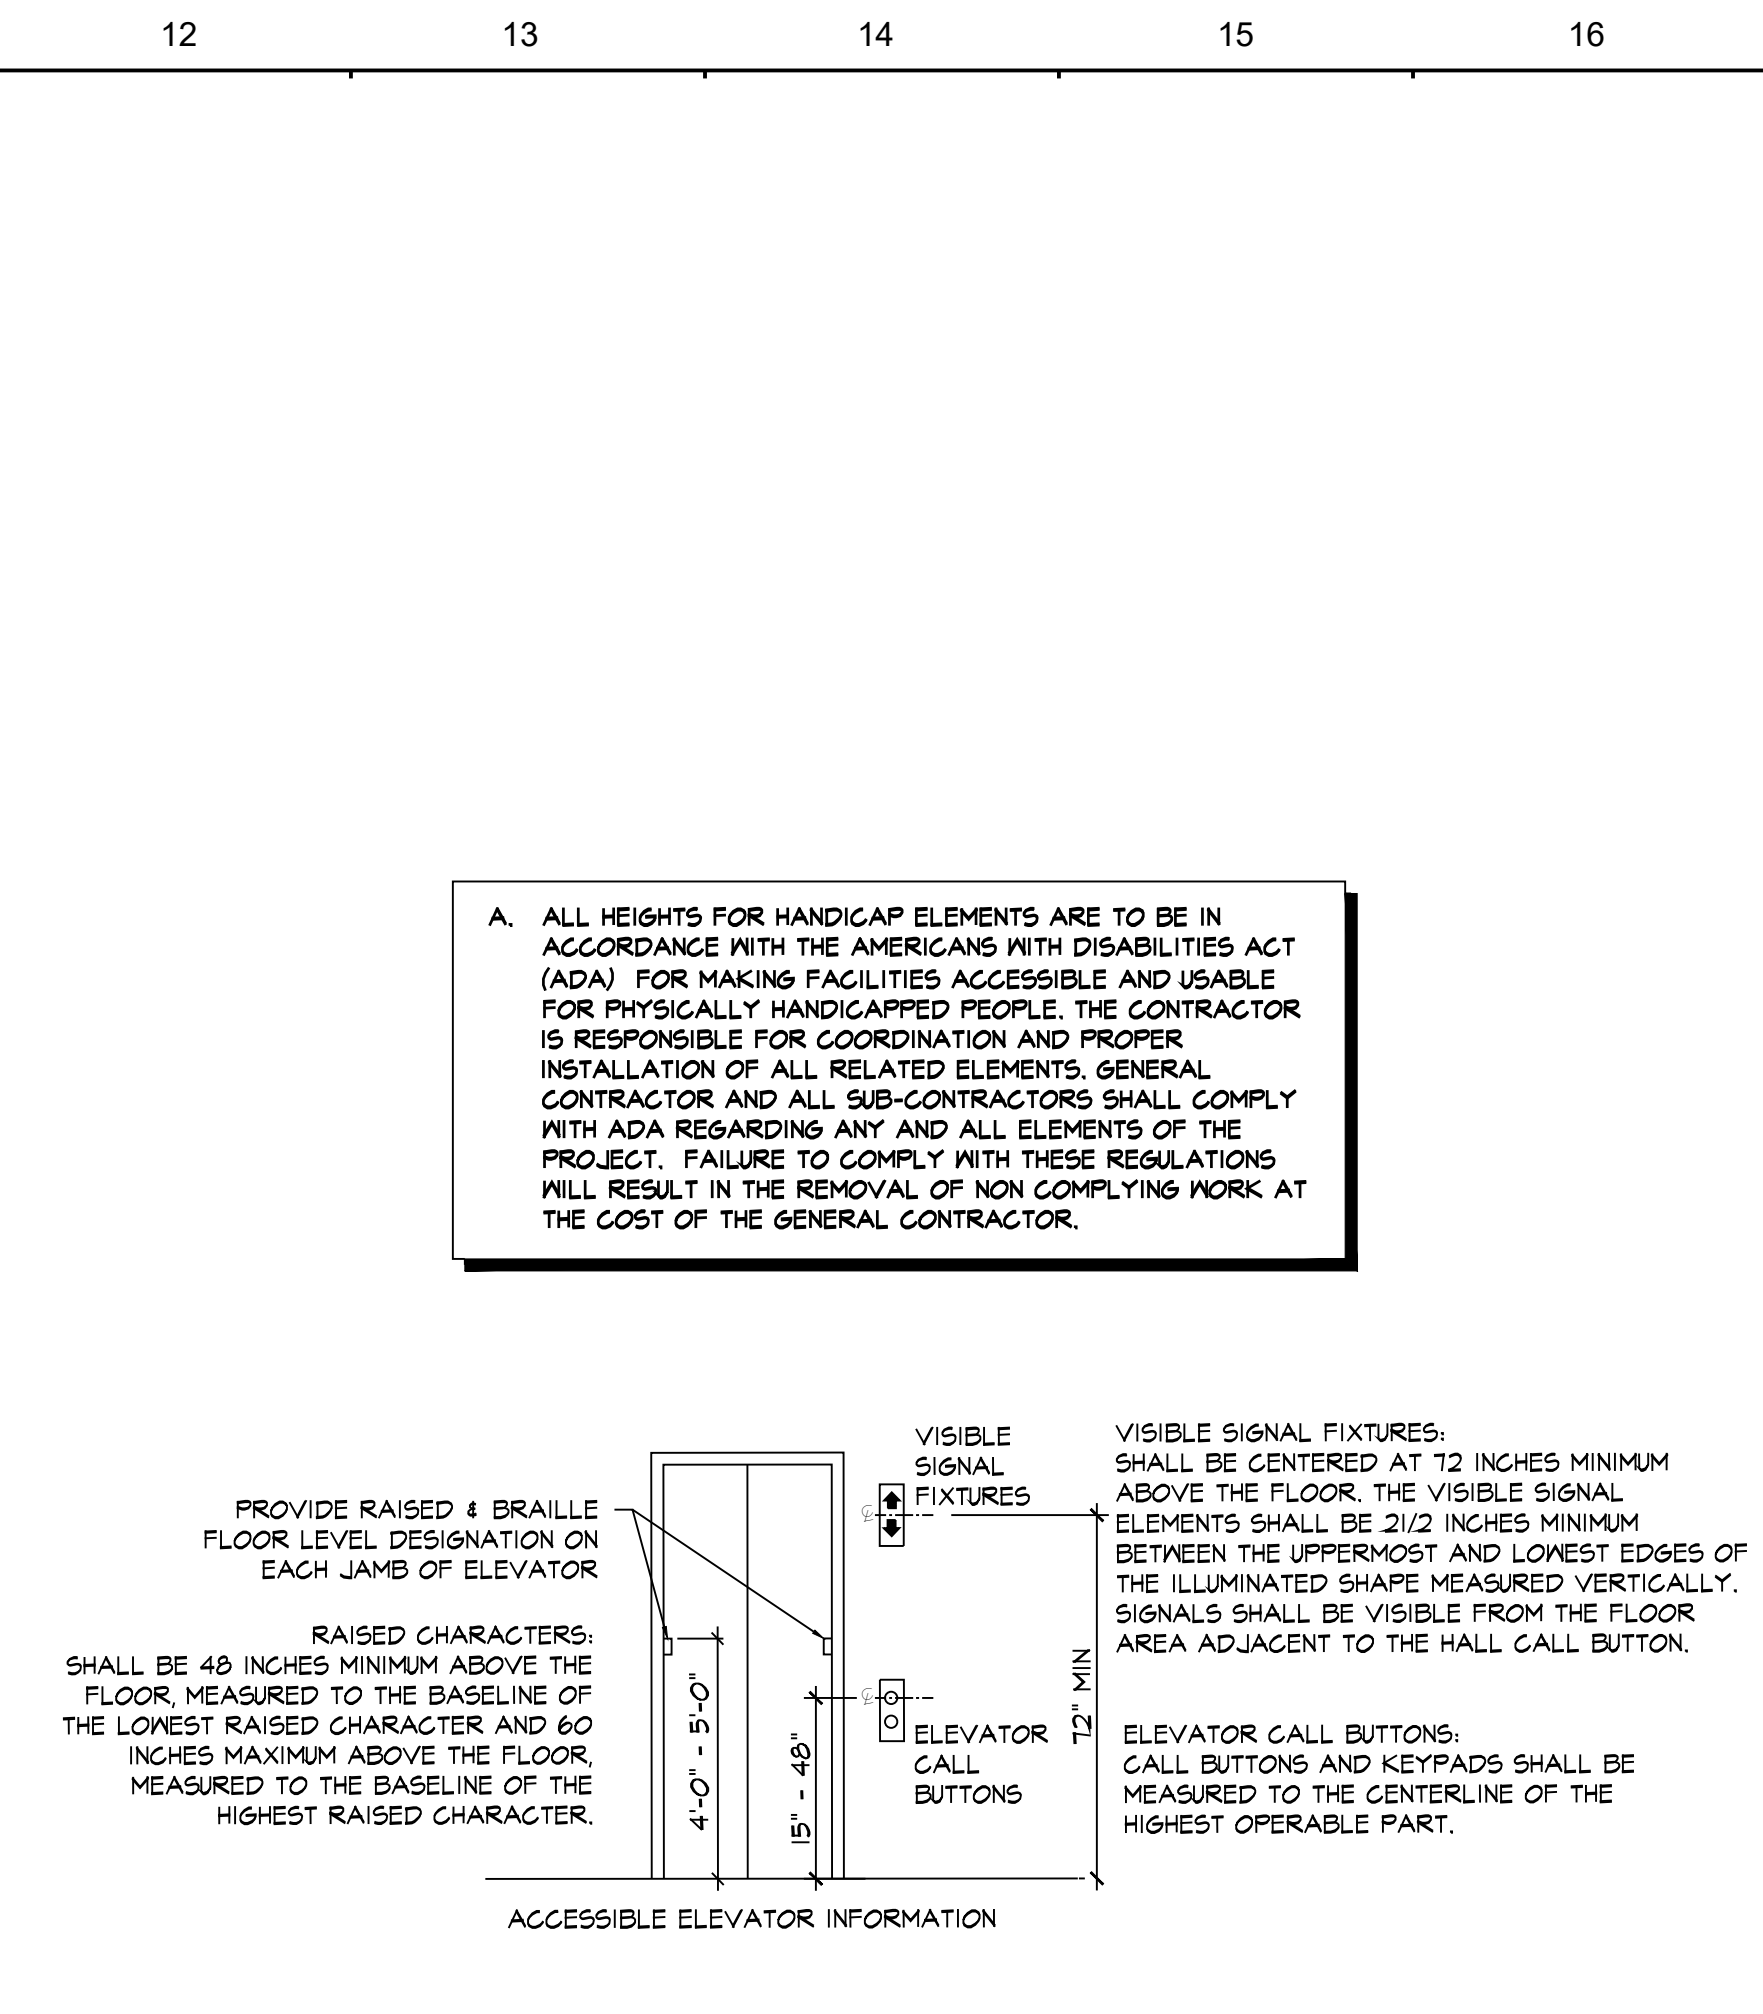 12 13 14 15 16
A. ALL HEIGHTS FOR HANDICAP ELEMENTS ARE TO BE IN
ACCORDANCE WITH THE AMERICANS WITH DISABILITIES ACT
(ADA) FOR MAKING FACILITIES ACCESSIBLE AND USABLE
FOR PHYSICALLY HANDICAPPED PEOPLE. THE CONTRACTOR
IS RESPONSIBLE FOR COORDINATION AND PROPER
INSTALLATION OF ALL RELATED ELEMENTS. GENERAL
CONTRACTOR AND ALL SUB-CONTRACTORS SHALL COMPLY
WITH ADA REGARDING ANY AND ALL ELEMENTS OF THE
PROJECT. FAILURE TO COMPLY WITH THESE REGULATIONS
WILL RESULT IN THE REMOVAL OF NON COMPLYING WORK AT
THE COST OF THE GENERAL CONTRACTOR.
PROVIDE RAISED & BRAILLE
FLOOR LEVEL DESIGNATION ON
EACH JAMB OF ELEVATOR
RAISED CHARACTERS:
SHALL BE 48 INCHES MINIMUM ABOVE THE
FLOOR, MEASURED TO THE BASELINE OF
THE LOWEST RAISED CHARACTER AND 60
INCHES MAXIMUM ABOVE THE FLOOR,
MEASURED TO THE BASELINE OF THE
HIGHEST RAISED CHARACTER.
4'-0" - 5'-0"
15" - 48"
VISIBLE
SIGNAL
FIXTURES
℄
℄
ELEVATOR
CALL
BUTTONS
72" MIN
VISIBLE SIGNAL FIXTURES:
SHALL BE CENTERED AT 72 INCHES MINIMUM
ABOVE THE FLOOR. THE VISIBLE SIGNAL
ELEMENTS SHALL BE 21/2 INCHES MINIMUM
BETWEEN THE UPPERMOST AND LOWEST EDGES OF
THE ILLUMINATED SHAPE MEASURED VERTICALLY.
SIGNALS SHALL BE VISIBLE FROM THE FLOOR
AREA ADJACENT TO THE HALL CALL BUTTON.
ELEVATOR CALL BUTTONS:
CALL BUTTONS AND KEYPADS SHALL BE
MEASURED TO THE CENTERLINE OF THE
HIGHEST OPERABLE PART.
ACCESSIBLE ELEVATOR INFORMATION